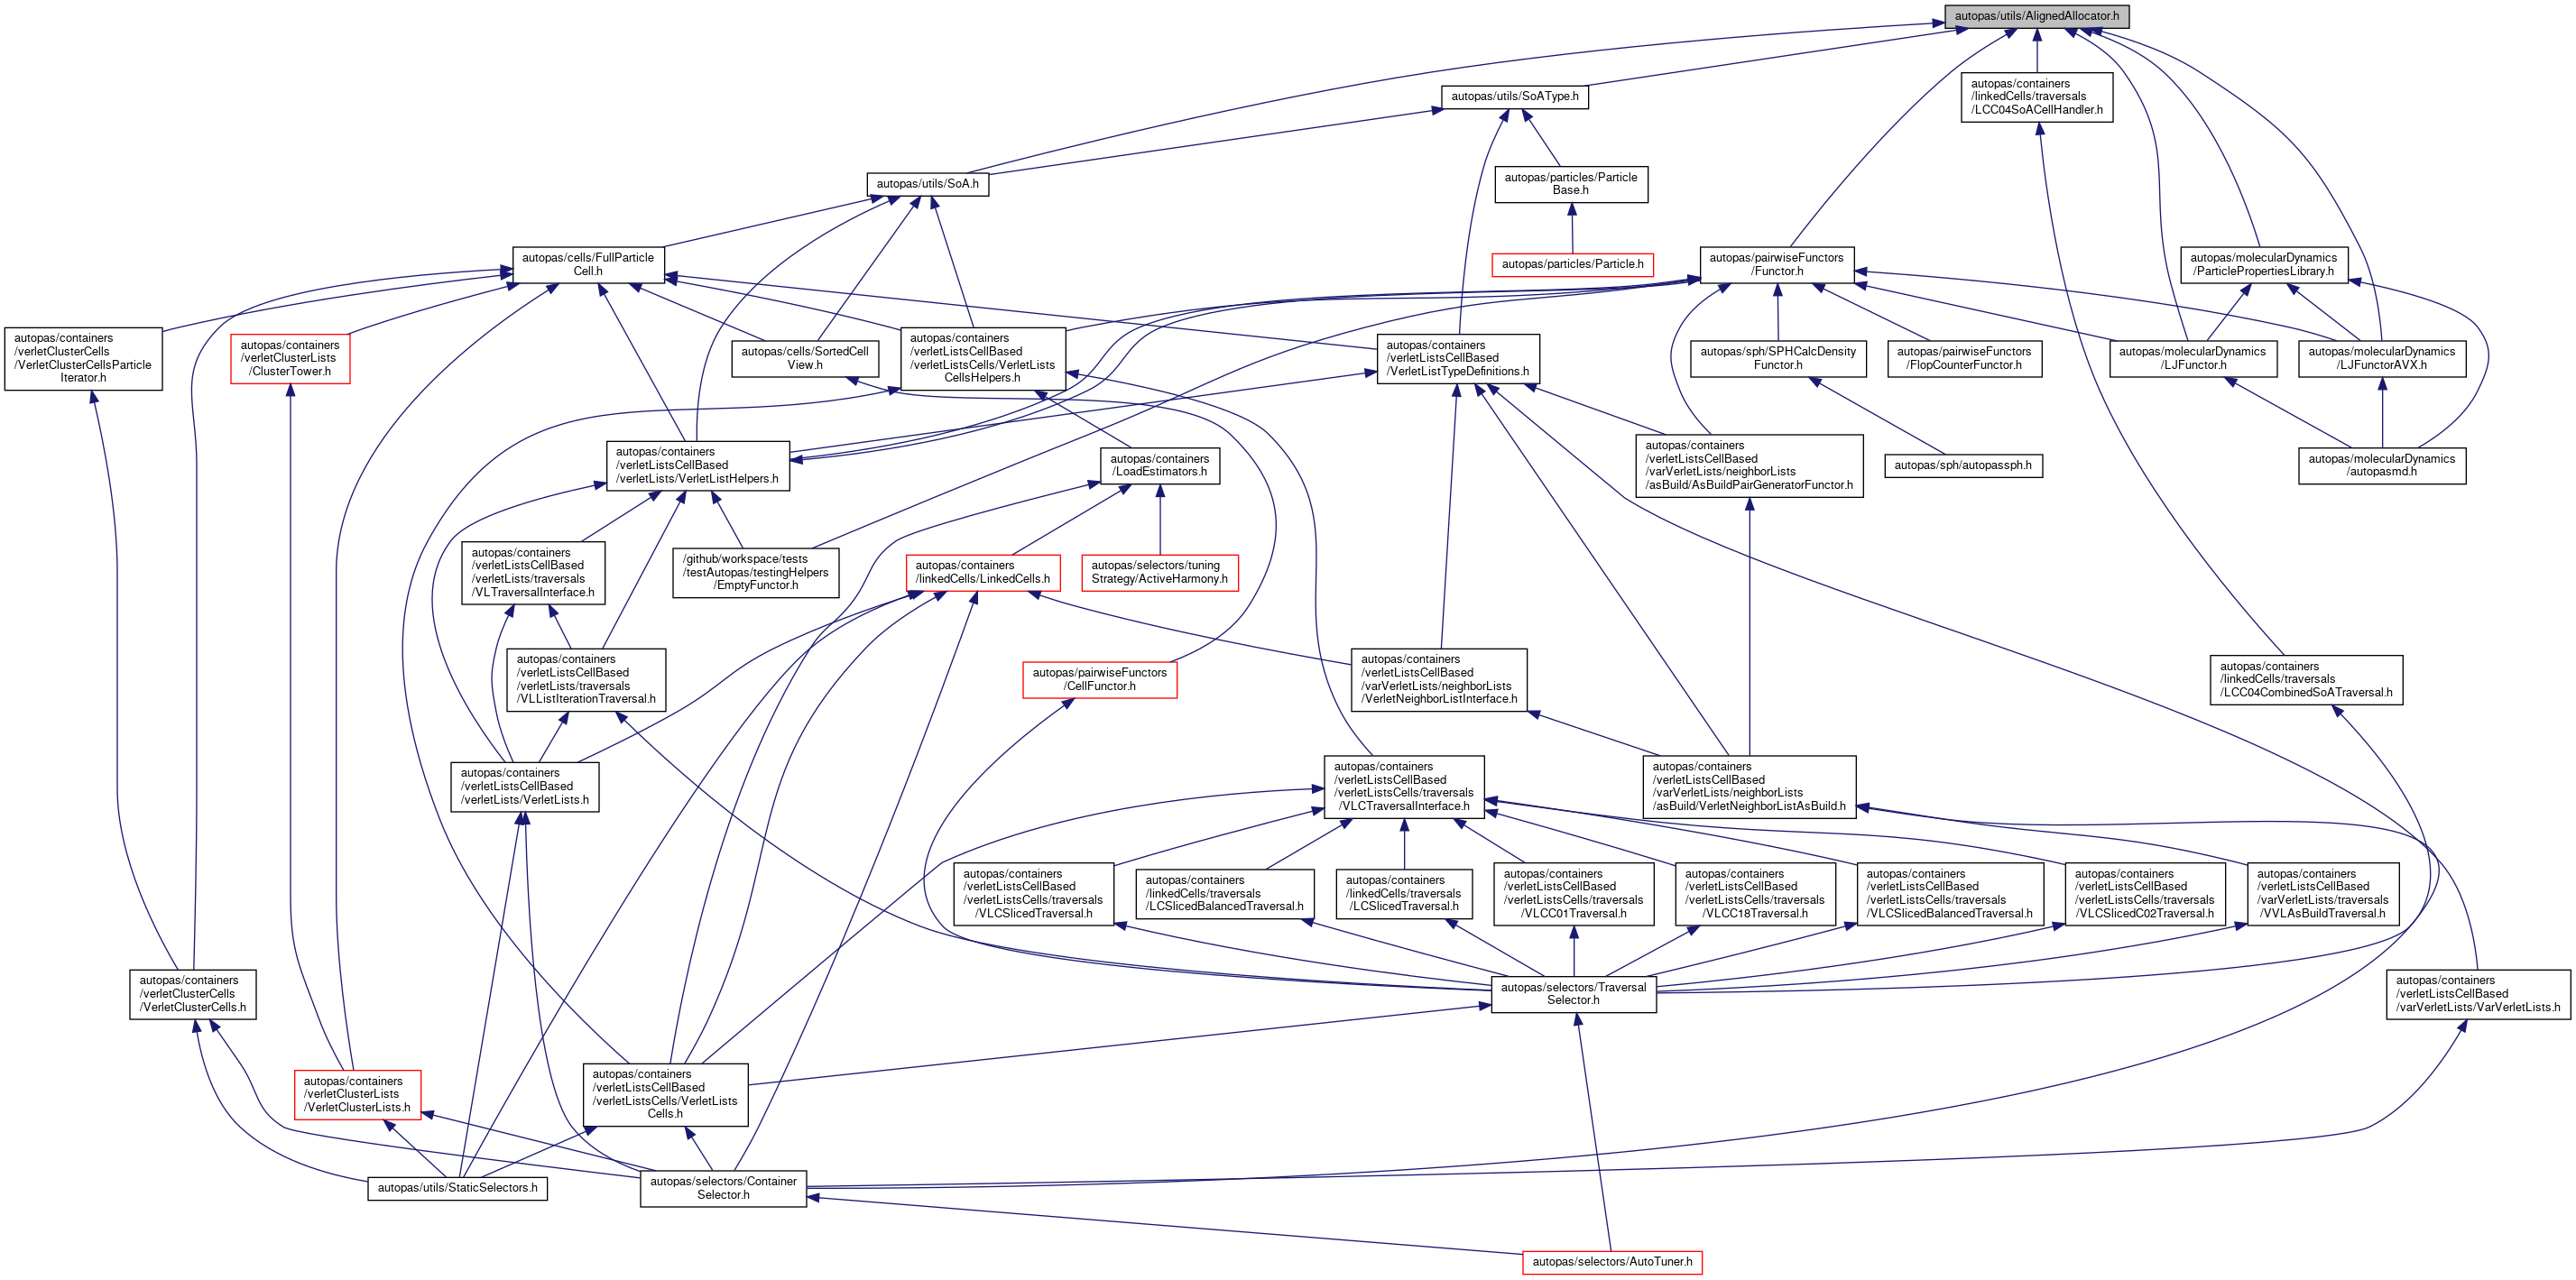 autopas/utils/AlignedAllocator.h
autopas/utils/SoAType.h
autopas/containers
/linkedCells/traversals
/LCC04SoACellHandler.h
autopas/utils/SoA.h
autopas/particles/Particle
Base.h
autopas/cells/FullParticle
Cell.h
autopas/particles/Particle.h
autopas/pairwiseFunctors
/Functor.h
autopas/molecularDynamics
/ParticlePropertiesLibrary.h
autopas/containers
/verletClusterCells
/VerletClusterCellsParticle
Iterator.h
autopas/containers
/verletClusterLists
/ClusterTower.h
autopas/cells/SortedCell
View.h
autopas/containers
/verletListsCellBased
/verletListsCells/VerletLists
CellsHelpers.h
autopas/containers
/verletListsCellBased
/VerletListTypeDefinitions.h
autopas/sph/SPHCalcDensity
Functor.h
autopas/pairwiseFunctors
/FlopCounterFunctor.h
autopas/molecularDynamics
/LJFunctor.h
autopas/molecularDynamics
/LJFunctorAVX.h
autopas/containers
/verletListsCellBased
/verletLists/VerletListHelpers.h
autopas/containers
/LoadEstimators.h
autopas/containers
/verletListsCellBased
/varVerletLists/neighborLists
/asBuild/AsBuildPairGeneratorFunctor.h
autopas/sph/autopassph.h
autopas/molecularDynamics
/autopasmd.h
autopas/containers
/verletListsCellBased
/verletLists/traversals
/VLTraversalInterface.h
/github/workspace/tests
/testAutopas/testingHelpers
/EmptyFunctor.h
autopas/containers
/linkedCells/LinkedCells.h
autopas/selectors/tuning
Strategy/ActiveHarmony.h
autopas/containers
/verletListsCellBased
/verletLists/traversals
/VLListIterationTraversal.h
autopas/pairwiseFunctors
/CellFunctor.h
autopas/containers
/verletListsCellBased
/varVerletLists/neighborLists
/VerletNeighborListInterface.h
autopas/containers
/linkedCells/traversals
/LCC04CombinedSoATraversal.h
autopas/containers
/verletListsCellBased
/verletLists/VerletLists.h
autopas/containers
/verletListsCellBased
/verletListsCells/traversals
/VLCTraversalInterface.h
autopas/containers
/verletListsCellBased
/varVerletLists/neighborLists
/asBuild/VerletNeighborListAsBuild.h
autopas/containers
/verletListsCellBased
/verletListsCells/traversals
/VLCSlicedTraversal.h
autopas/containers
/linkedCells/traversals
/LCSlicedBalancedTraversal.h
autopas/containers
/linkedCells/traversals
/LCSlicedTraversal.h
autopas/containers
/verletListsCellBased
/verletListsCells/traversals
/VLCC01Traversal.h
autopas/containers
/verletListsCellBased
/verletListsCells/traversals
/VLCC18Traversal.h
autopas/containers
/verletListsCellBased
/verletListsCells/traversals
/VLCSlicedBalancedTraversal.h
autopas/containers
/verletListsCellBased
/verletListsCells/traversals
/VLCSlicedC02Traversal.h
autopas/containers
/verletListsCellBased
/varVerletLists/traversals
/VVLAsBuildTraversal.h
autopas/containers
/verletClusterCells
/VerletClusterCells.h
autopas/selectors/Traversal
Selector.h
autopas/containers
/verletListsCellBased
/varVerletLists/VarVerletLists.h
autopas/containers
/verletClusterLists
/VerletClusterLists.h
autopas/containers
/verletListsCellBased
/verletListsCells/VerletLists
Cells.h
autopas/utils/StaticSelectors.h
autopas/selectors/Container
Selector.h
autopas/selectors/AutoTuner.h